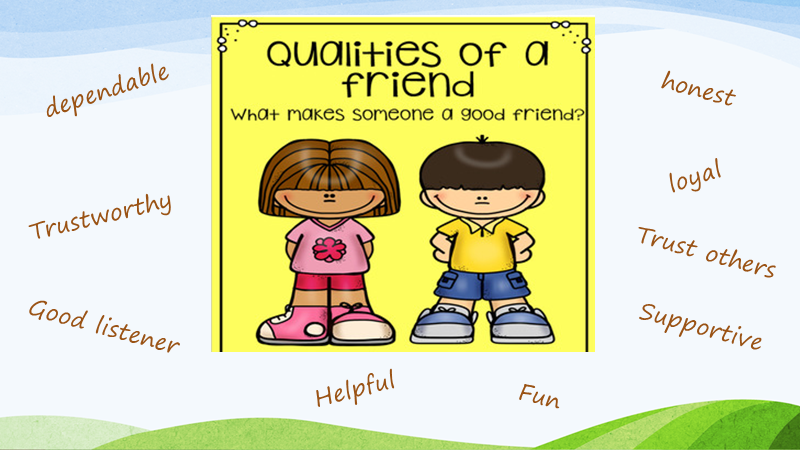 Qualities of a
friend
What makes someone a good friend?
dependable
Trustworthy
Good listener
honest
loyal
Trust others
Supportive
Helpful
Fun